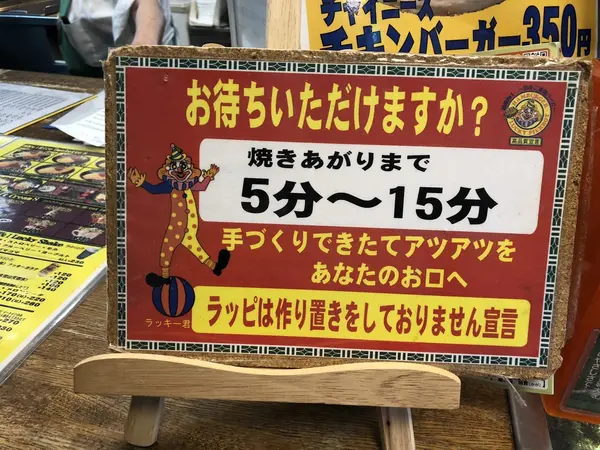 チャイニーズ
チキンバーガー350円
お待ちいただけますか?
焼きあがりまで
5分〜15分
手づくりできたてアツアツを
あなたのお口へ
ラッキー君
ラッピは作り置きをしておりません宣言